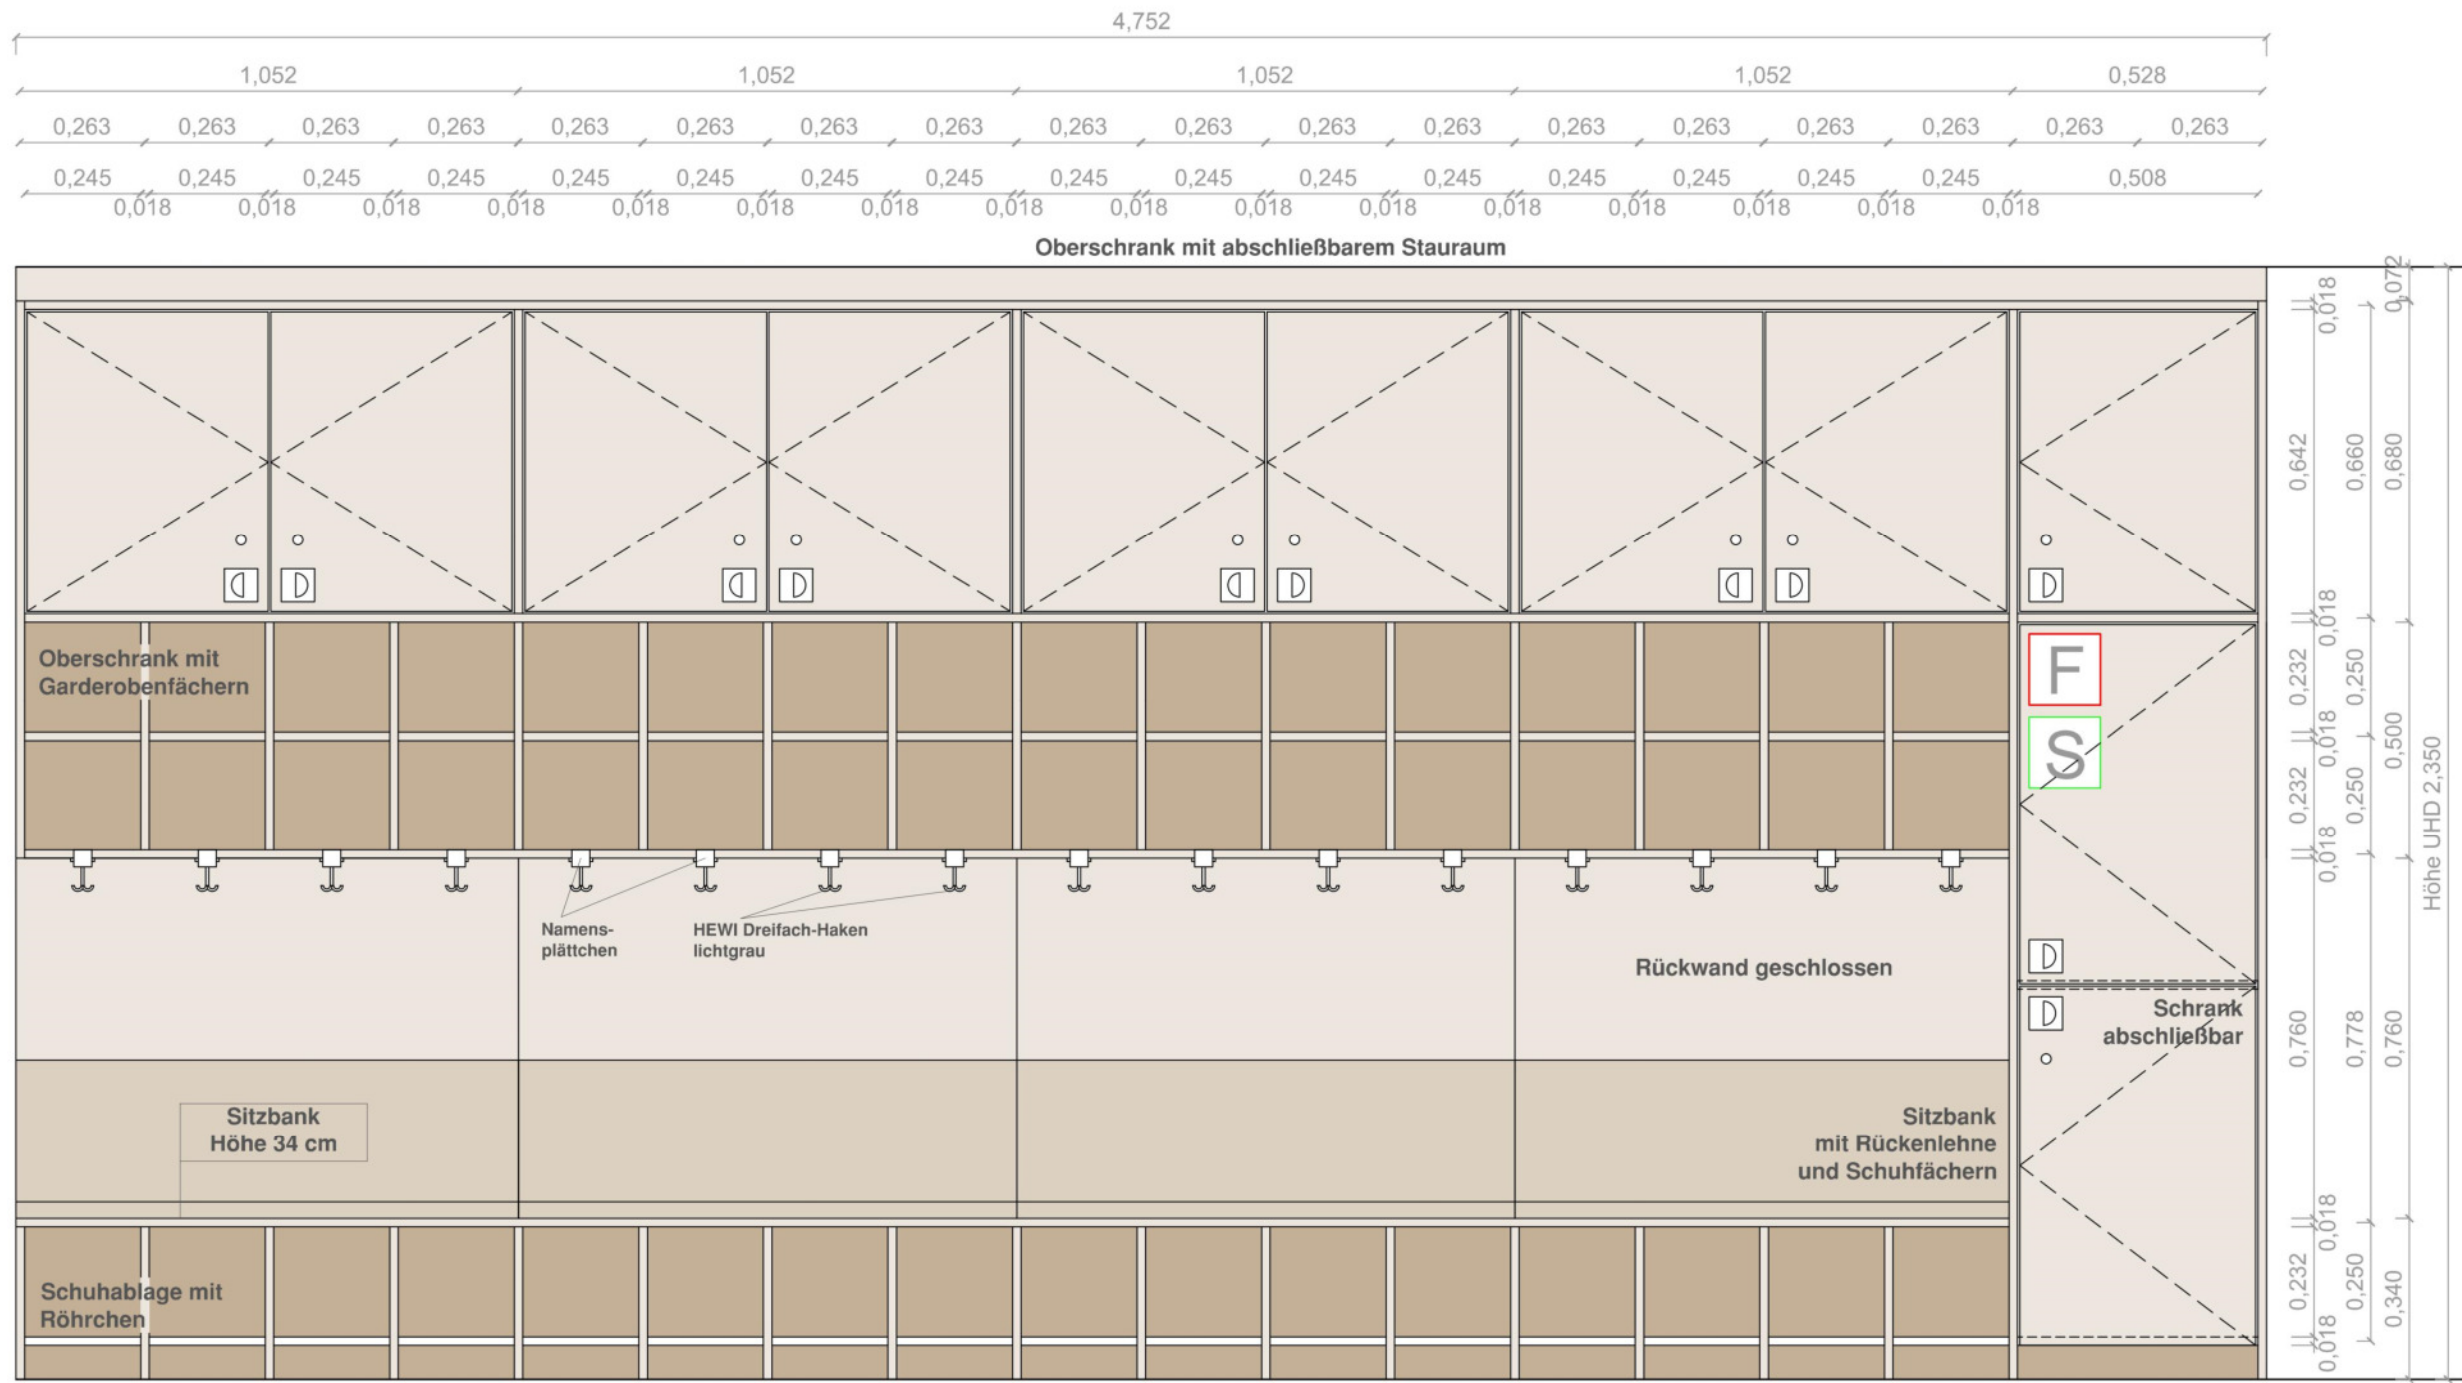 4,752
1,052 1,052 1,052 1,052 0,528
0,263 0,263 0,263 0,263 0,263 0,263 0,263 0,263 0,263 0,263 0,263 0,263 0,263 0,263 0,263 0,263 0,263 0,263
0,245 0,245 0,245 0,245 0,245 0,245 0,245 0,245 0,245 0,245 0,245 0,245 0,245 0,245 0,245 0,245 0,508
0,018 0,018 0,018 0,018 0,018 0,018 0,018 0,018 0,018 0,018 0,018 0,018 0,018 0,018 0,018 0,018
Oberschrank mit abschließbarem Stauraum
Oberschrank mit
Garderobenfächern
F
S
Namens-
plättchen
HEWI Dreifach-Haken
lichtgrau
Rückwand geschlossen
Schrank
abschließbar
Sitzbank
Höhe 34 cm
Sitzbank
mit Rückenlehne
und Schuhfächern
Schuhablage mit
Röhrchen
0,642
0,232
0,232
0,760
0,232
0,018
0,018
0,018
0,018
0,018
0,018
0,660
0,250
0,250
0,778
0,250
0,072
0,680
0,500
0,760
0,340
Höhe UHD 2,350